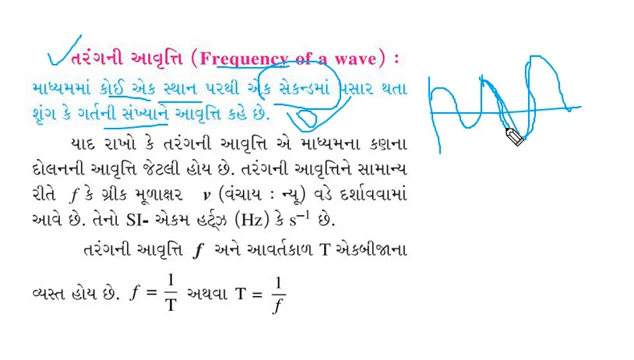 તરંગની આવૃત્તિ (Frequency of a wave) :
માધ્યમમાં કોઈ એક સ્થાન પરથી એક સેકન્ડમાં પસાર થતા
શૃંગ કે ગર્તની સંખ્યાને આવૃત્તિ કહે છે.
યાદ રાખો કે તરંગની આવૃત્તિ એ માધ્યમના કણના
દોલનની આવૃત્તિ જેટલી હોય છે. તરંગની આવૃત્તિને સામાન્ય
રીતે f કે ગ્રીક મૂળાક્ષર ν (વંચાય : ન્યૂ) વડે દર્શાવવામાં
આવે છે. તેનો SI- એકમ હર્ટ્ઝ (Hz) કે s⁻¹ છે.
તરંગની આવૃત્તિ f અને આવર્તકાળ T એકબીજાના
વ્યસ્ત હોય છે. f = 1/T અથવા T = 1/f